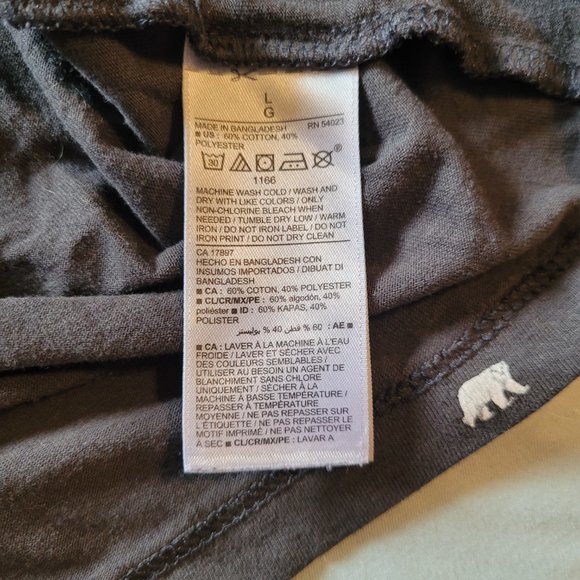 L
G
MADE IN BANGLADESH RN 54023
■ US : 60% COTTON, 40%
POLYESTER
30 ®
1166
MACHINE WASH COLD / WASH AND
DRY WITH LIKE COLORS / ONLY
NON-CHLORINE BLEACH WHEN
NEEDED / TUMBLE DRY LOW / WARM
IRON / DO NOT IRON LABEL / DO NOT
IRON PRINT / DO NOT DRY CLEAN
CA 17897
HECHO EN BANGLADESH CON
INSUMOS IMPORTADOS / DIBUAT DI
BANGLADESH
■ CA : 60% COTON, 40% POLYESTER
■ CL/CR/MX/PE : 60% algodón, 40%
poliéster ■ ID : 60% KAPAS, 40%
POLISTER
■ AE : 60 % قطني 40 % بوليستر
■ CA : LAVER À LA MACHINE À L'EAU
FROIDE / LAVER ET SÉCHER AVEC
DES COULEURS SEMBLABLES /
UTILISER AU BESOIN UN AGENT DE
BLANCHIMENT SANS CHLORE
UNIQUEMENT / SÉCHER À LA
MACHINE À BASSE TEMPÉRATURE /
REPASSER À TEMPÉRATURE
MOYENNE / NE PAS REPASSER SUR
L'ÉTIQUETTE / NE PAS REPASSER LE
MOTIF IMPRIMÉ / NE PAS NETTOYER
À SEC ■ CL/CR/MX/PE : LAVAR A